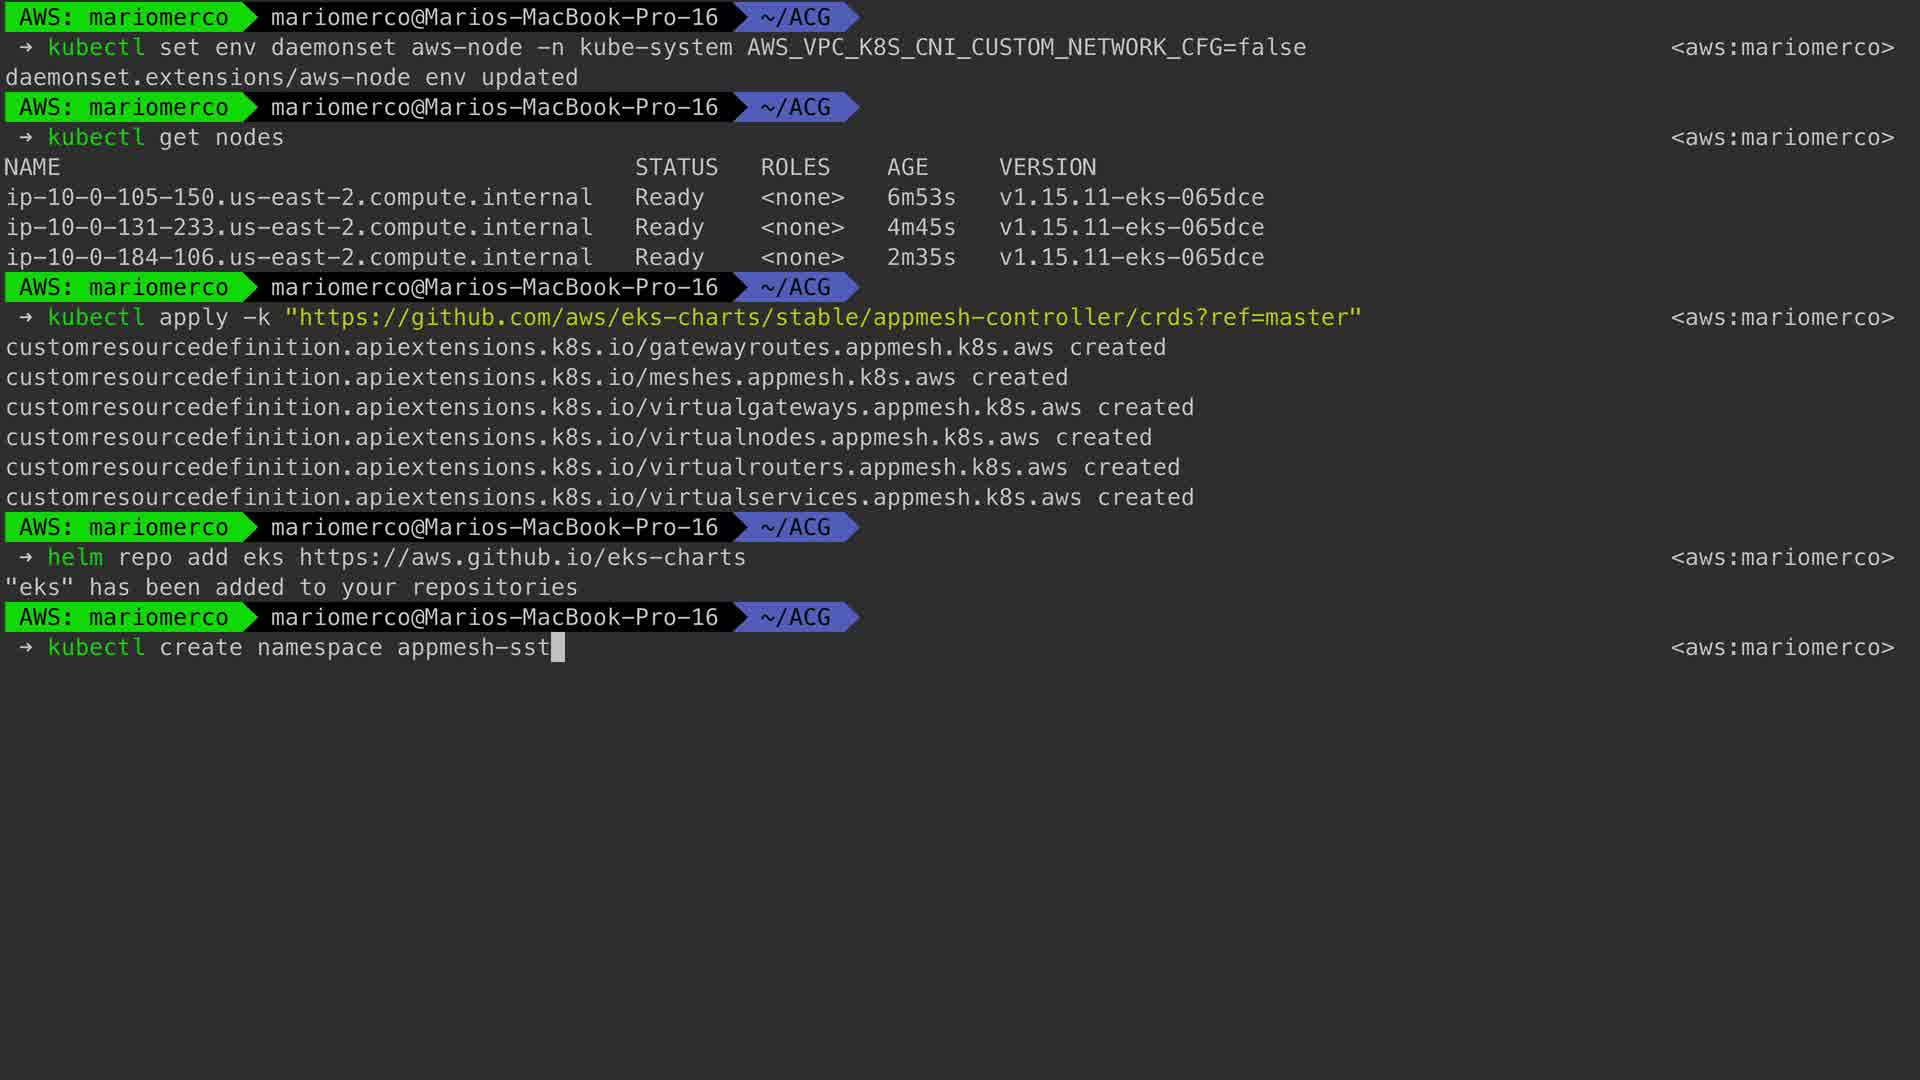 AWS: mariomerco mariomerco@Marios-MacBook-Pro-16 ~/ACG
→ kubectl set env daemonset aws-node -n kube-system AWS_VPC_K8S_CNI_CUSTOM_NETWORK_CFG=false <aws:mariomerco>
daemonset.extensions/aws-node env updated
AWS: mariomerco mariomerco@Marios-MacBook-Pro-16 ~/ACG
→ kubectl get nodes <aws:mariomerco>
NAME STATUS ROLES AGE VERSION
ip-10-0-105-150.us-east-2.compute.internal Ready <none> 6m53s v1.15.11-eks-065dce
ip-10-0-131-233.us-east-2.compute.internal Ready <none> 4m45s v1.15.11-eks-065dce
ip-10-0-184-106.us-east-2.compute.internal Ready <none> 2m35s v1.15.11-eks-065dce
AWS: mariomerco mariomerco@Marios-MacBook-Pro-16 ~/ACG
→ kubectl apply -k "https://github.com/aws/eks-charts/stable/appmesh-controller/crds?ref=master" <aws:mariomerco>
customresourcedefinition.apiextensions.k8s.io/gatewayroutes.appmesh.k8s.aws created
customresourcedefinition.apiextensions.k8s.io/meshes.appmesh.k8s.aws created
customresourcedefinition.apiextensions.k8s.io/virtualgateways.appmesh.k8s.aws created
customresourcedefinition.apiextensions.k8s.io/virtualnodes.appmesh.k8s.aws created
customresourcedefinition.apiextensions.k8s.io/virtualrouters.appmesh.k8s.aws created
customresourcedefinition.apiextensions.k8s.io/virtualservices.appmesh.k8s.aws created
AWS: mariomerco mariomerco@Marios-MacBook-Pro-16 ~/ACG
→ helm repo add eks https://aws.github.io/eks-charts <aws:mariomerco>
"eks" has been added to your repositories
AWS: mariomerco mariomerco@Marios-MacBook-Pro-16 ~/ACG
→ kubectl create namespace appmesh-sst <aws:mariomerco>